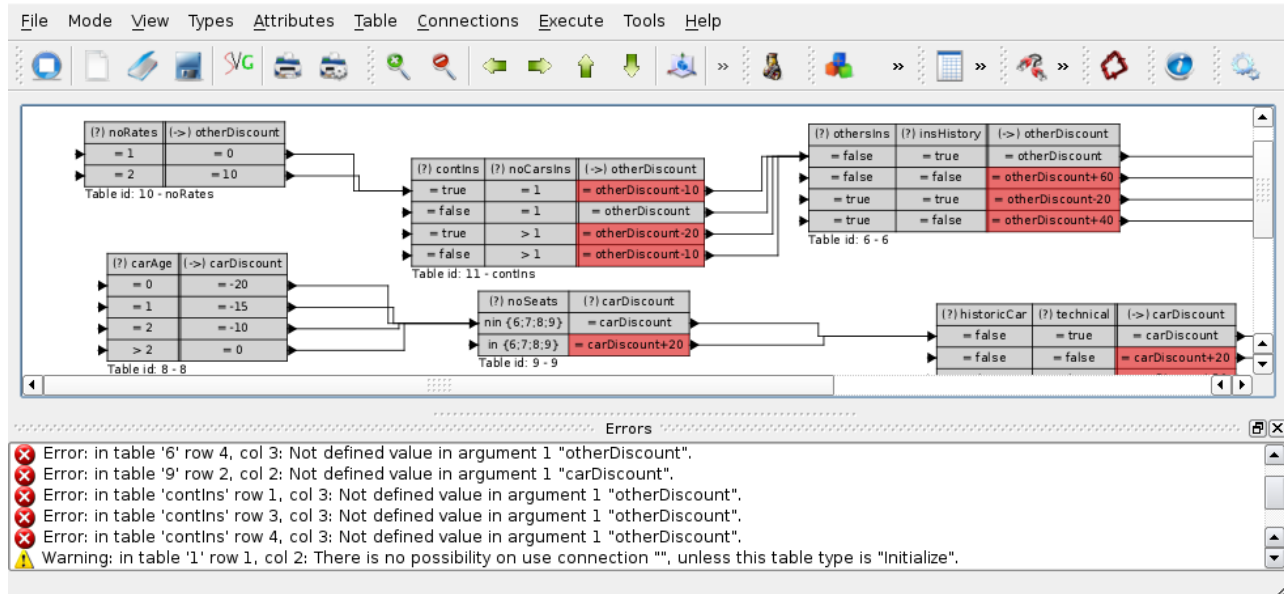 File Mode View Types Attributes Table Connections Execute Tools Help
SVG » » » »
(?) noRates (->) otherDiscount
= 1 = 0
= 2 = 10
Table id: 10 - noRates
(?) contIns (?) noCarsIns (->) otherDiscount
= true = 1 = otherDiscount-10
= false = 1 = otherDiscount
= true > 1 = otherDiscount-20
= false > 1 = otherDiscount-10
Table id: 11 - contIns
(?) othersIns (?) insHistory (->) otherDiscount
= false = true = otherDiscount
= false = false = otherDiscount+60
= true = true = otherDiscount-20
= true = false = otherDiscount+40
Table id: 6 - 6
(?) carAge (->) carDiscount
= 0 = -20
= 1 = -15
= 2 = -10
> 2 = 0
Table id: 8 - 8
(?) noSeats (?) carDiscount
nin {6;7;8;9} = carDiscount
in {6;7;8;9} = carDiscount+20
Table id: 9 - 9
(?) historicCar (?) technical (->) carDiscount
= false = true = carDiscount
= false = false = carDiscount+20
Errors
Error: in table '6' row 4, col 3: Not defined value in argument 1 "otherDiscount".
Error: in table '9' row 2, col 2: Not defined value in argument 1 "carDiscount".
Error: in table 'contIns' row 1, col 3: Not defined value in argument 1 "otherDiscount".
Error: in table 'contIns' row 3, col 3: Not defined value in argument 1 "otherDiscount".
Error: in table 'contIns' row 4, col 3: Not defined value in argument 1 "otherDiscount".
Warning: in table '1' row 1, col 2: There is no possibility on use connection "", unless this table type is "Initialize".